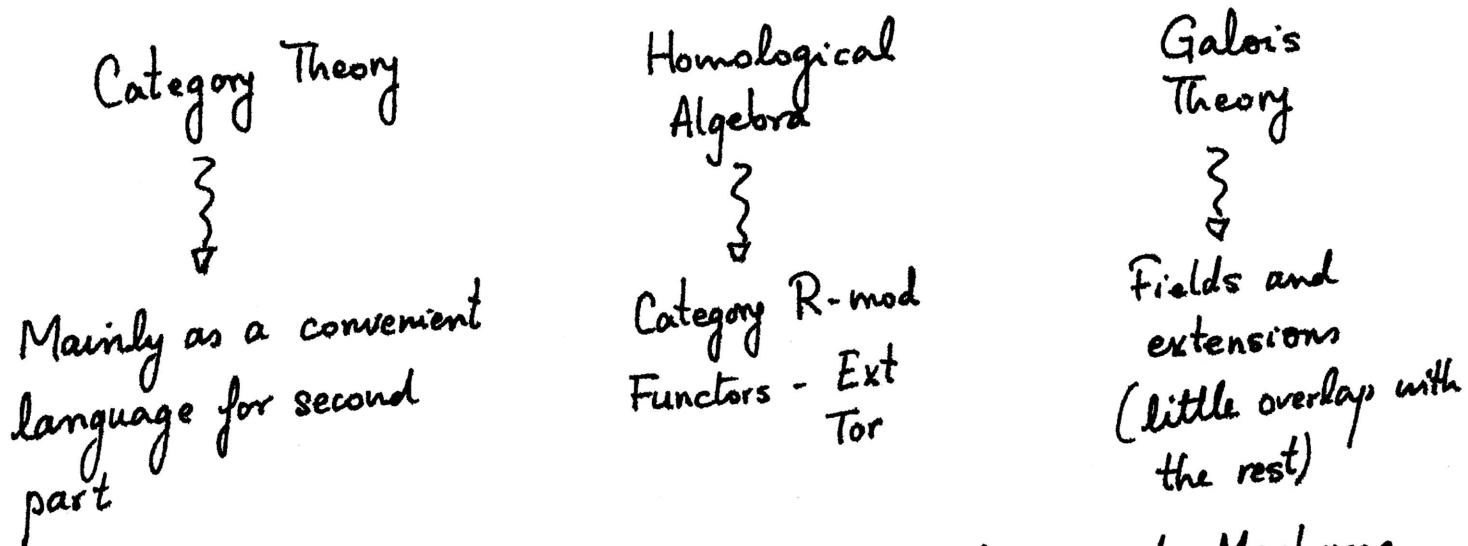 Category Theory
Mainly as a convenient
language for second
part
Homological
Algebra
Category R-mod
Functors - Ext
Tor
Galois
Theory
Fields and
extensions
(little overlap with
the rest)